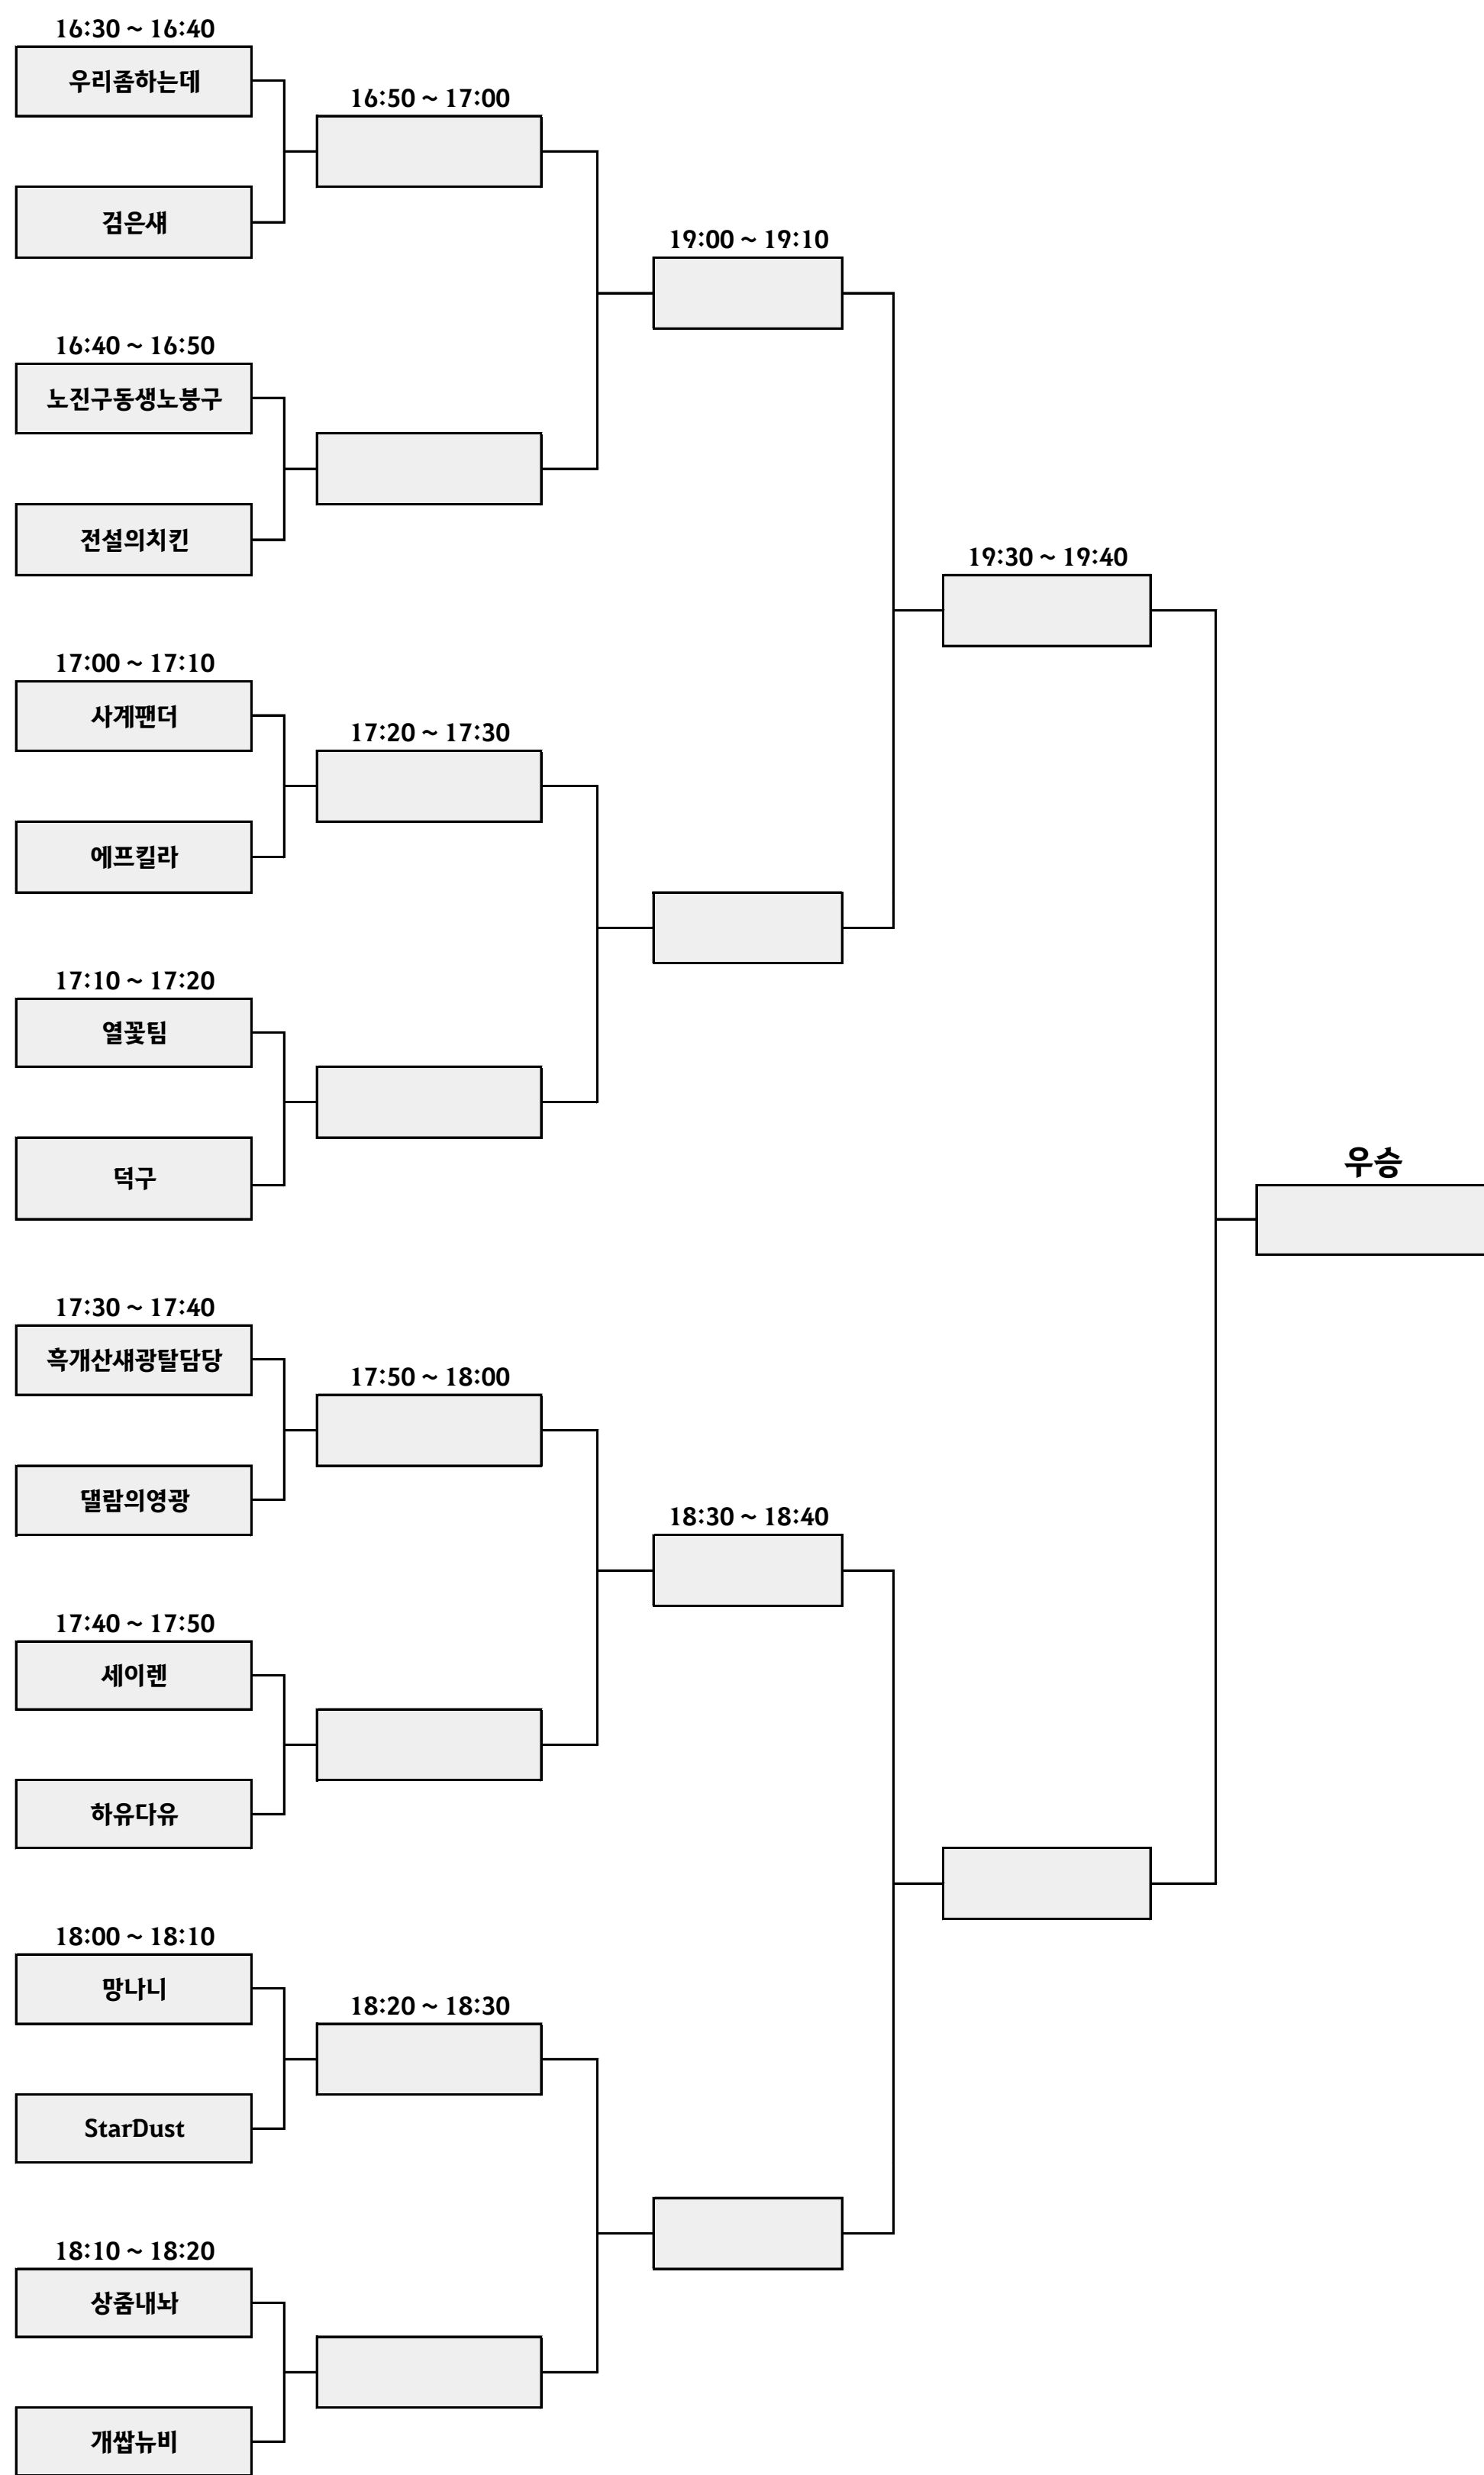 16:30 ~ 16:40
우리좀하는데
16:50 ~ 17:00
검은섀
19:00 ~ 19:10
16:40 ~ 16:50
노진구동생노붕구
전설의치킨
19:30 ~ 19:40
17:00 ~ 17:10
사계팬더
17:20 ~ 17:30
에프킬라
17:10 ~ 17:20
열꽃팀
덕구
우승
17:30 ~ 17:40
흑개산섀광탈담당
17:50 ~ 18:00
댈람의영광
18:30 ~ 18:40
17:40 ~ 17:50
세이렌
하유다유
18:00 ~ 18:10
망나니
18:20 ~ 18:30
StarDust
18:10 ~ 18:20
상줌내놔
개쌉뉴비